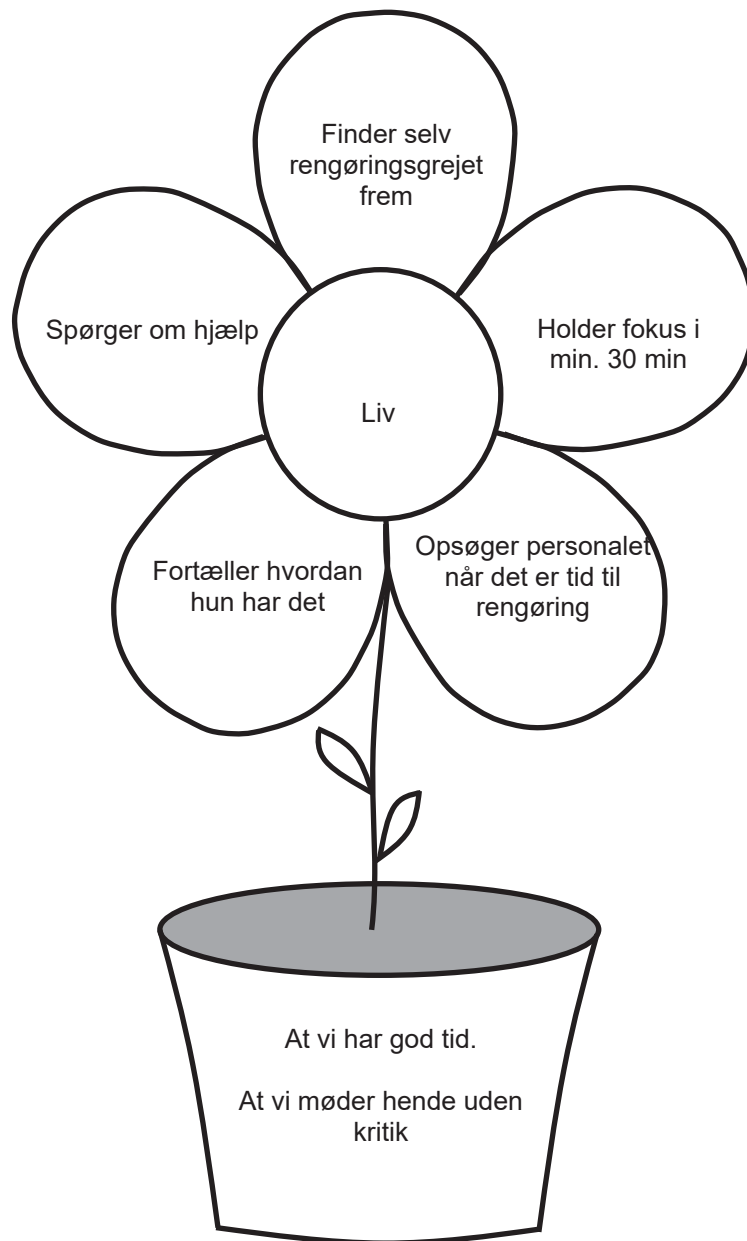 Finder selv
rengøringsgrejet
frem
Spørger om hjælp
Holder fokus i
min. 30 min
Liv
Fortæller hvordan
hun har det
Opsøger personalet
når det er tid til
rengøring
At vi har god tid.
At vi møder hende uden
kritik